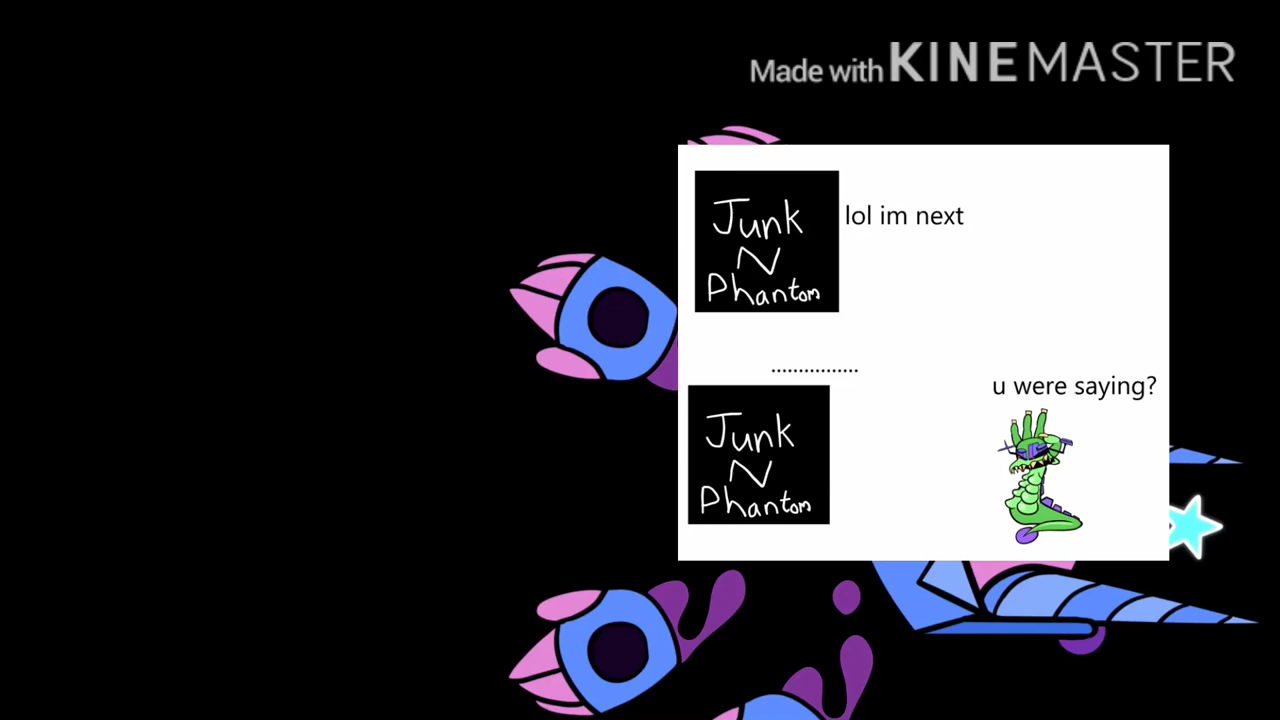 Made with KINEMASTER
Junk
N
Phantom
lol im next
................
u were saying?
Junk
N
Phantom